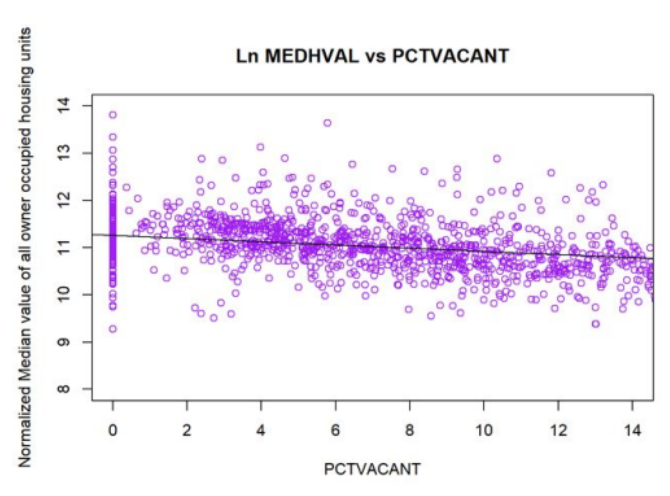 Ln MEDHVAL vs PCTVACANT
Normalized Median value of all owner occupied housing units
14
13
12
11
10
9
8
0 2 4 6 8 10 12 14
PCTVACANT